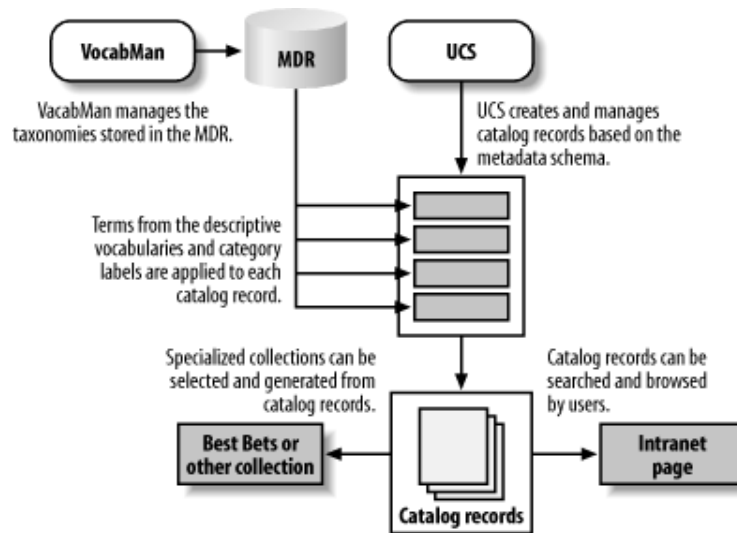 VocabMan
MDR
UCS
VacabMan manages the
taxonomies stored in the MDR.
UCS creates and manages
catalog records based on the
metadata schema.
Terms from the descriptive
vocabularies and category
labels are applied to each
catalog record.
Specialized collections can be
selected and generated from
catalog records.
Catalog records can be
searched and browsed
by users.
Best Bets or
other collection
Catalog records
Intranet
page